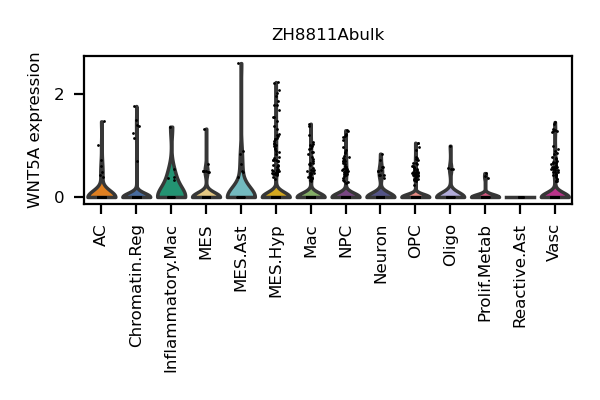 ZH8811Abulk
WNT5A expression
2
0
AC
Chromatin.Reg
Inflammatory.Mac
MES
MES.Ast
MES.Hyp
Mac
NPC
Neuron
OPC
Oligo
Prolif.Metab
Reactive.Ast
Vasc